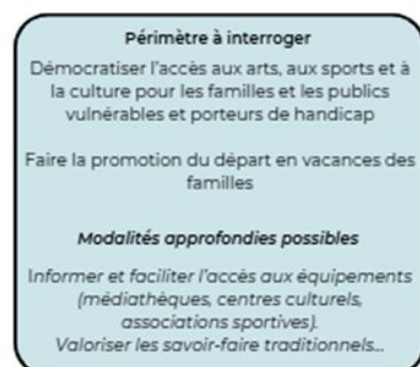 Périmètre à interroger
Démocratiser l'accès aux arts, aux sports et à
la culture pour les familles et les publics
vulnérables et porteurs de handicap
Faire la promotion du départ en vacances des
familles
Modalités approfondies possibles
Informer et faciliter l'accès aux équipements
(médiathèques, centres culturels,
associations sportives).
Valoriser les savoir-faire traditionnels...